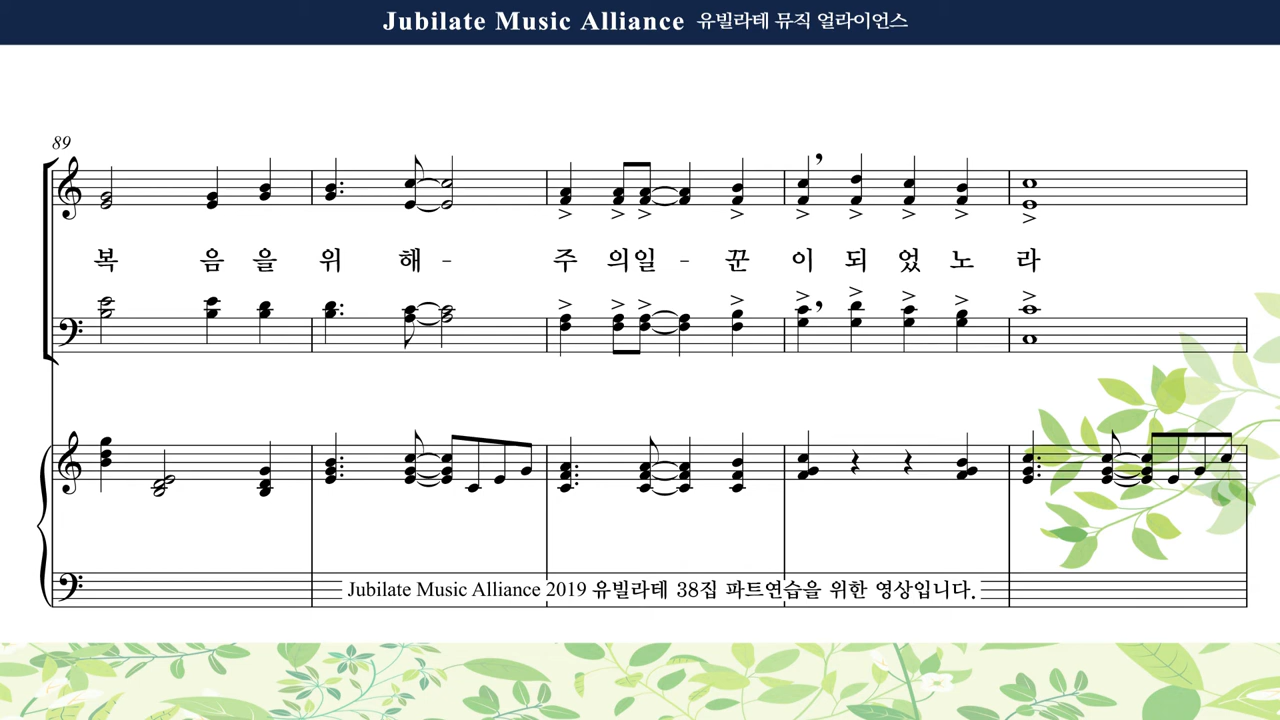 Jubilate Music Alliance 유빌라테 뮤직 얼라이언스
89
복 음 을 위 해 - 주 의일 - 꾼 이 되 었 노 라
Jubilate Music Alliance 2019 유빌라테 38집 파트연습을 위한 영상입니다.